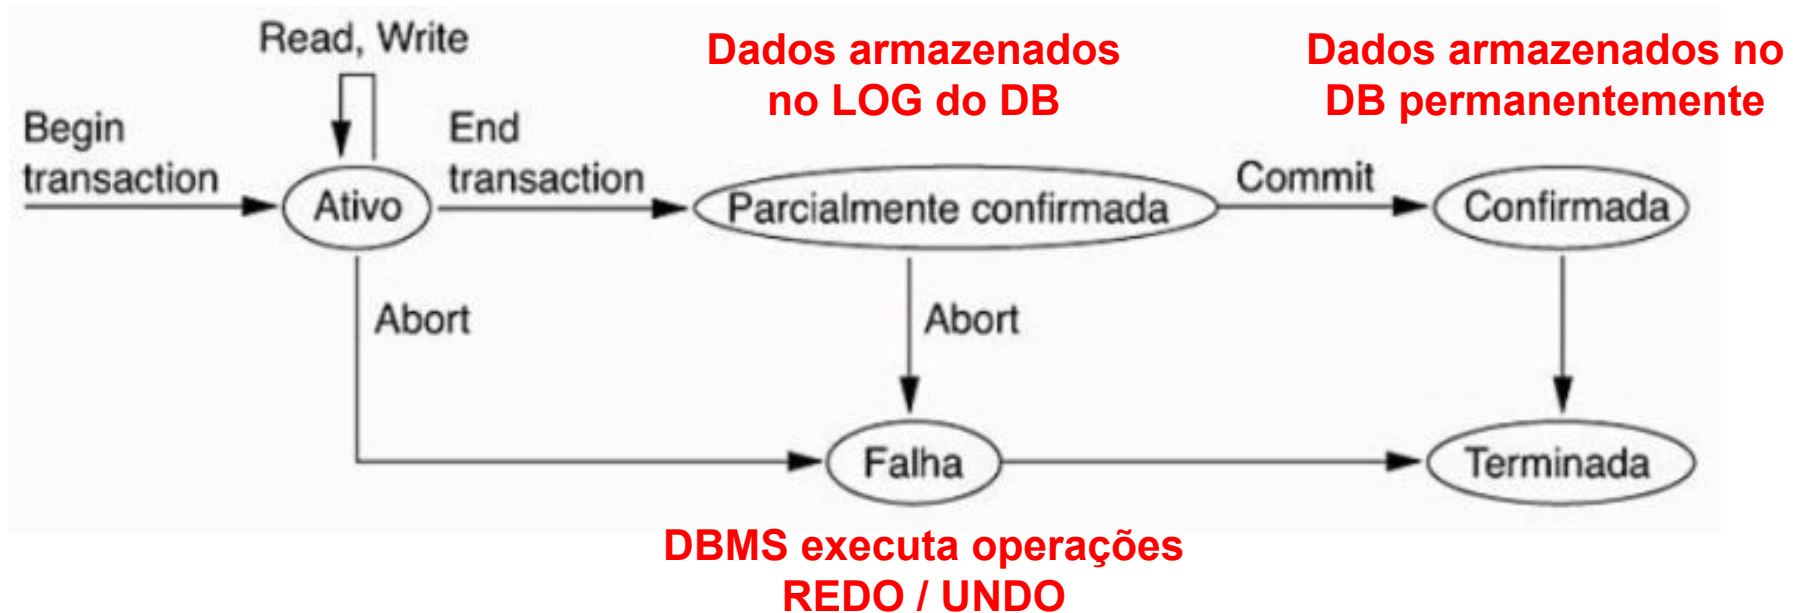 Read, Write
Dados armazenados
no LOG do DB
Dados armazenados no
DB permanentemente
Begin
transaction
End
transaction
Commit
Ativo
Parcialmente confirmada
Confirmada
Abort
Abort
Falha
Terminada
DBMS executa operações
REDO / UNDO